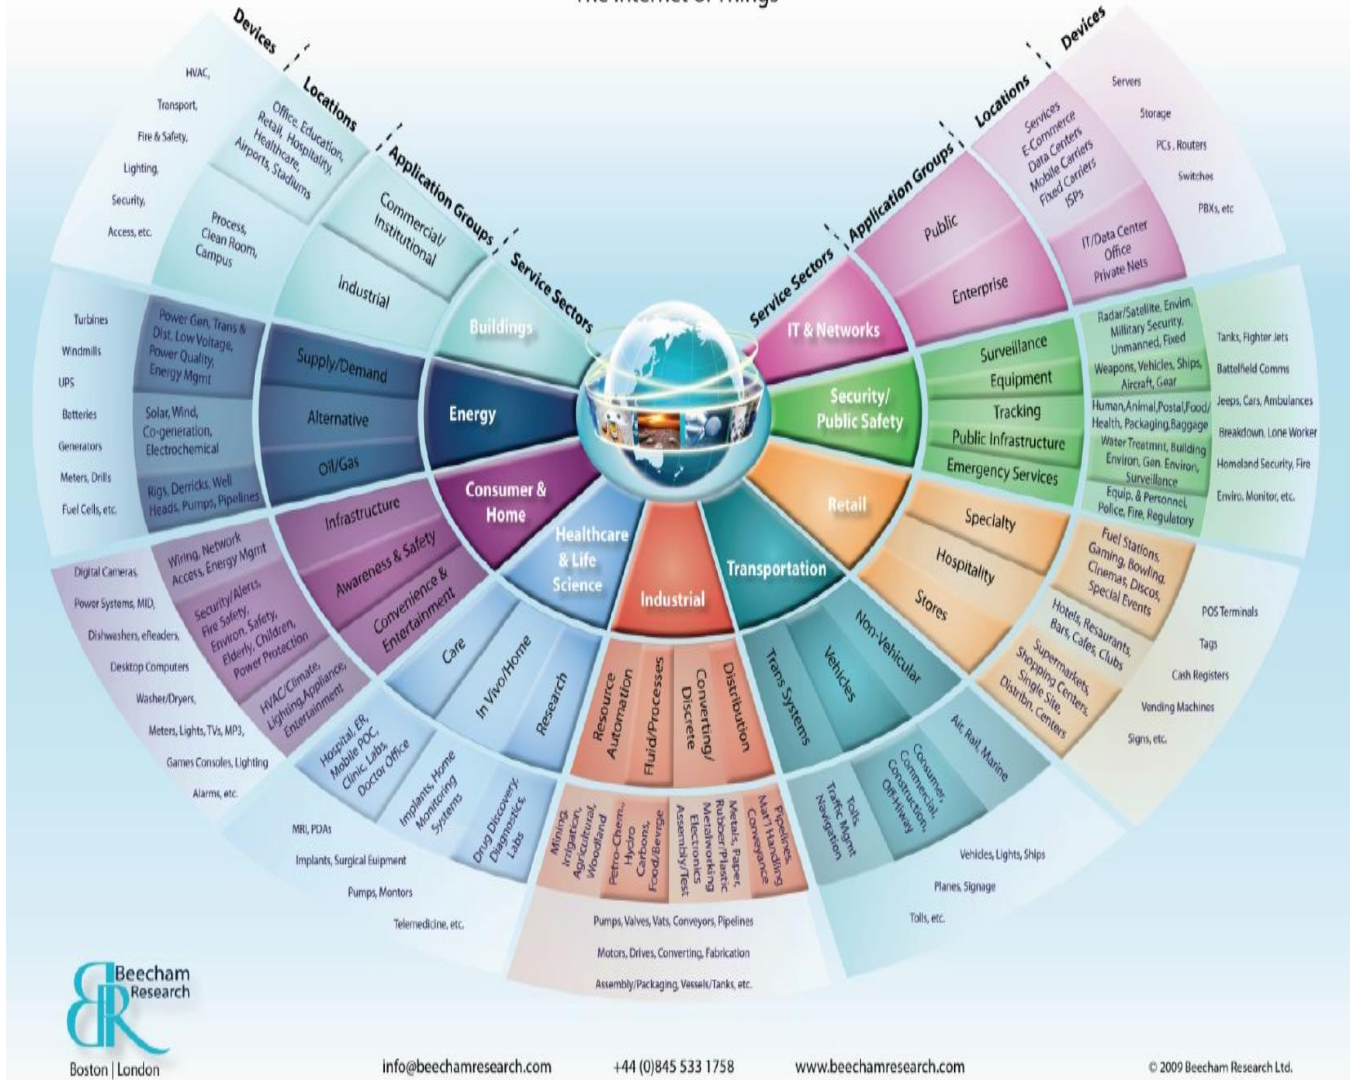 The Internet of Things
Devices
Locations
Application Groups
Service Sectors
Service Sectors
Application Groups
Locations
Devices
HVAC,
Transport,
Fire & Safety,
Lighting,
Security,
Access, etc.
Office, Education,
Retail, Hospitality,
Healthcare,
Airports, Stadiums
Process,
Clean Room,
Campus
Commercial/
Institutional
Industrial
Buildings
Turbines
Windmills
UPS
Batteries
Generators
Meters, Drills
Fuel Cells, etc.
Power Gen, Trans &
Dist, Low Voltage,
Power Quality,
Energy Mgmt
Solar, Wind,
Co-generation,
Electrochemical
Rigs, Derricks, Well
Heads, Pumps, Pipelines
Supply/Demand
Alternative
Oil/Gas
Energy
Digital Cameras,
Power Systems, MID,
Dishwashers, eReaders,
Desktop Computers
Washer/Dryers,
Meters, Lights, TVs, MP3,
Games Consoles, Lighting
Alarms, etc.
Wiring, Network
Access, Energy Mgmt
Security/Alerts,
Fire Safety,
Environ. Safety,
Elderly, Children,
Power Protection
HVAC/Climate,
Lighting,Appliance,
Entertainment
Infrastructure
Awareness & Safety
Convenience &
Entertainment
Consumer &
Home
MRI, PDAs
Implants, Surgical Euipment
Pumps, Montors
Telemedicine, etc.
Hospital, ER,
Mobile POC,
Clinic, Labs,
Doctor Office
Implants, Home
Monitoring
Systems
Drug Discovery,
Diagnostics,
Labs
Care
In Vivo/Home
Research
Healthcare
& Life
Science
Industrial
Resource
Automation
Fluid/Processes
Converting/
Discrete
Distribution
Mining,
Irrigation,
Agricultural,
Woodland
Petro-Chem.,
Hydro
Carbons,
Food/Bevrge
Metals, Paper,
Rubber/Plastic
Metalworking
Electronics
Assembly/Test
Pipelines,
Mat'l Handling
Conveyance
Pumps, Valves, Vats, Conveyors, Pipelines
Motors, Drives, Converting, Fabrication
Assembly/Packaging, Vessels/Tanks, etc.
Transportation
Trans Systems
Vehicles
Non-Vehicular
Tolls,
Traffic Mgmt
Navigation
Consumer,
Commercial,
Construction,
Off-Hiway
Air, Rail, Marine
Vehicles, Lights, Ships
Planes, Signage
Tolls, etc.
Retail
Specialty
Hospitality
Stores
Fuel Stations,
Gaming, Bowling,
Cinemas, Discos,
Special Events
Hotels, Resaurants,
Bars, Cafes, Clubs
Supermarkets,
Shopping Centers,
Single Site,
Distribn. Centers
POS Terminals
Tags
Cash Registers
Vending Machines
Signs, etc.
Security/
Public Safety
Surveillance
Equipment
Tracking
Public Infrastructure
Emergency Services
Radar/Satellite, Envirn,
Military Security,
Unmanned, Fixed
Weapons, Vehicles, Ships,
Aircraft, Gear
Human,Animal,Postal,Food/
Health, Packaging,Baggage
Water Treatmnt, Building
Environ, Gen. Environ,
Surveillance
Equip. & Personnel,
Police, Fire, Regulatory
Tanks, Fighter Jets
Battelfield Comms
Jeeps, Cars, Ambulances
Breakdown, Lone Worker
Homeland Security, Fire
Enviro. Monitor, etc.
IT & Networks
Public
Enterprise
Services
E-Commerce
Data Centers
Mobile Carriers
Fixed Carriers
ISPs
IT/Data Center
Office
Private Nets
Servers
Storage
PCs , Routers
Switches
PBXs, etc
Beecham
Research
Boston | London
info@beechamresearch.com
+44 (0)845 533 1758
www.beechamresearch.com
© 2009 Beecham Research Ltd.